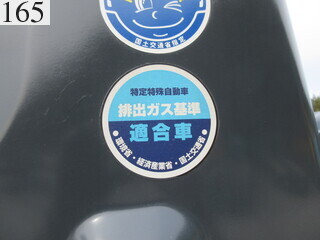 165
国土交通省指定
特定特殊自動車
排出ガス基準
適合車
・環境省・経済産業省・国土交通省・